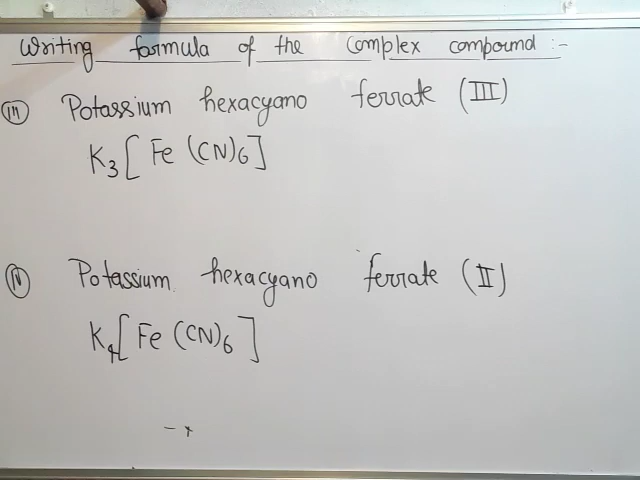 Writing formula of the complex compound :-
(III) Potassium hexacyano ferrate (III)
K3[Fe(CN)6]
(IV) Potassium hexacyano ferrate (II)
K4[Fe(CN)6]
-x